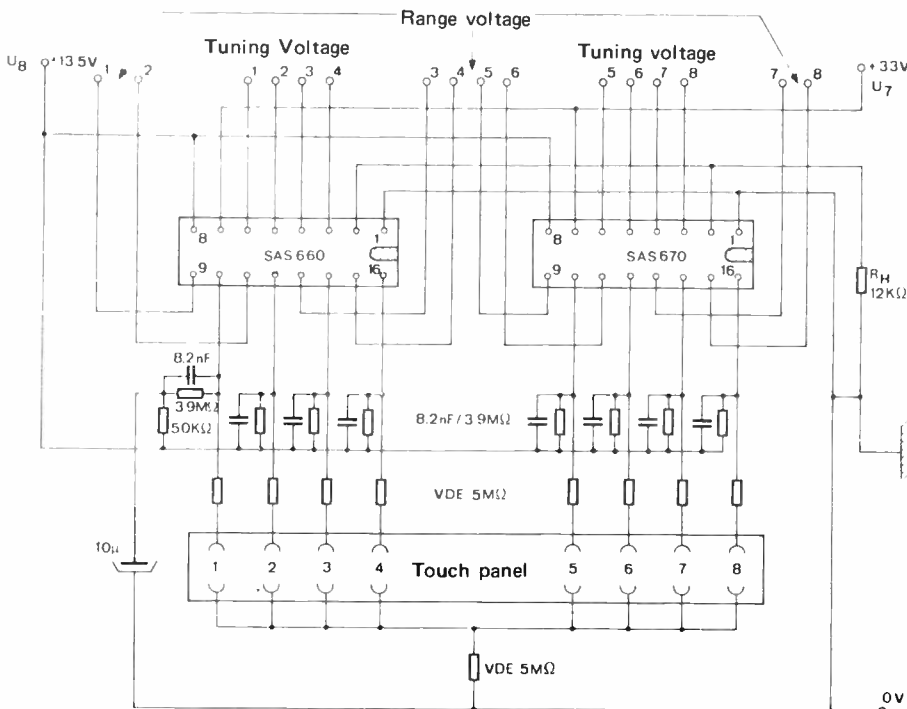 Range voltage
Tuning Voltage
Tuning voltage
U8 +13.5V 1 2 1 2 3 4 3 4 5 6 5 6 7 8 7 8 +33V
U7
8 1 8 1
SAS 660 SAS 670
9 16 9 16
RH
12KΩ
8.2nF
3.9MΩ
50KΩ
8.2nF/3.9MΩ
VDE 5MΩ
10µ
1 2 3 4 Touch panel 5 6 7 8
VDE 5MΩ
0V